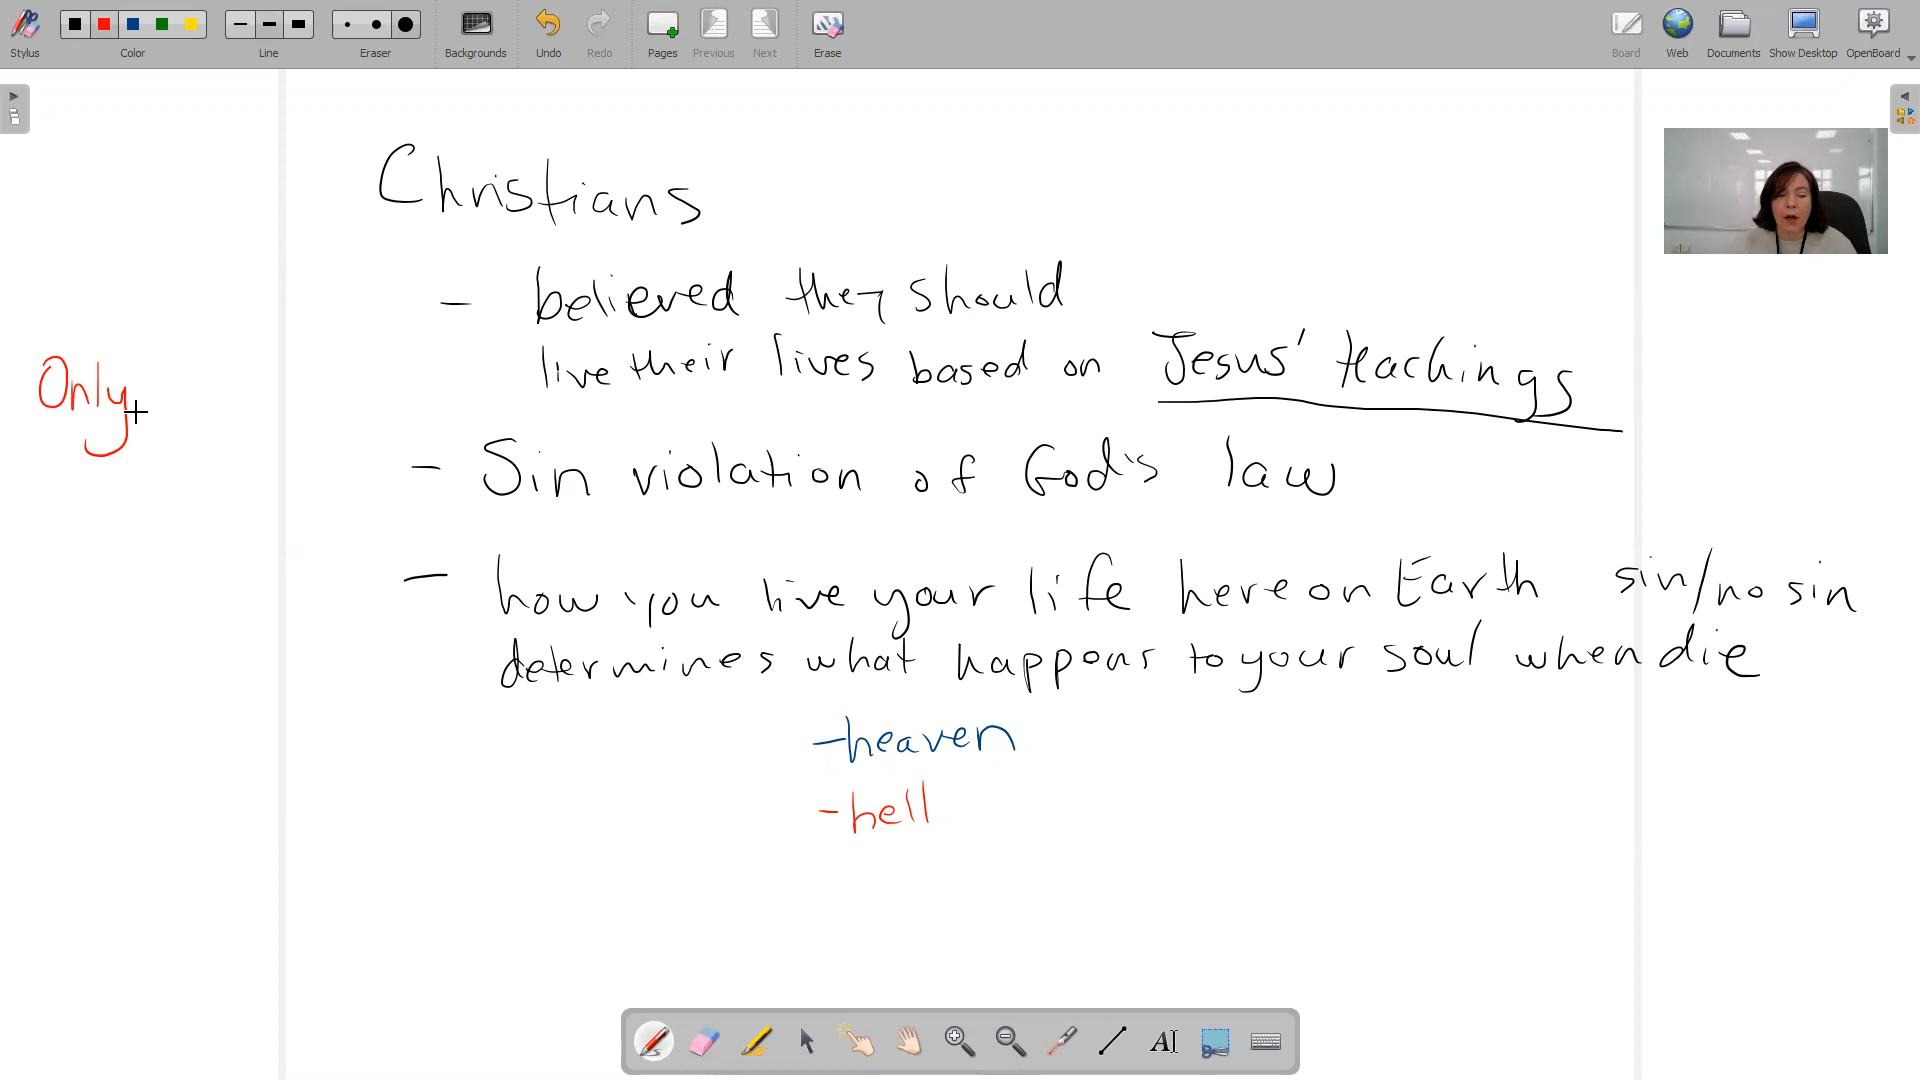 Stylus
Color
Line
Eraser
Backgrounds
Undo
Redo
Pages
Previous
Next
Erase
Board
Web
Documents
Show Desktop
OpenBoard
Christians
- believed they should
live their lives based on Jesus' teachings
Only
- Sin violation of God's law
- how you live your life here on Earth sin/no sin
determines what happens to your soul when die
- heaven
- hell
AI